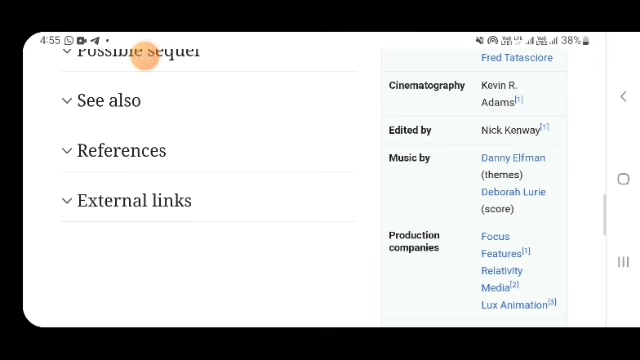 4:55 38%
Possible sequel
See also
References
External links
Fred Tatasciore
Cinematography Kevin R.
Adams[1]
Edited by Nick Kenway[1]
Music by Danny Elfman
(themes)
Deborah Lurie
(score)
Production
companies
Focus
Features[1]
Relativity
Media[2]
Lux Animation[3]